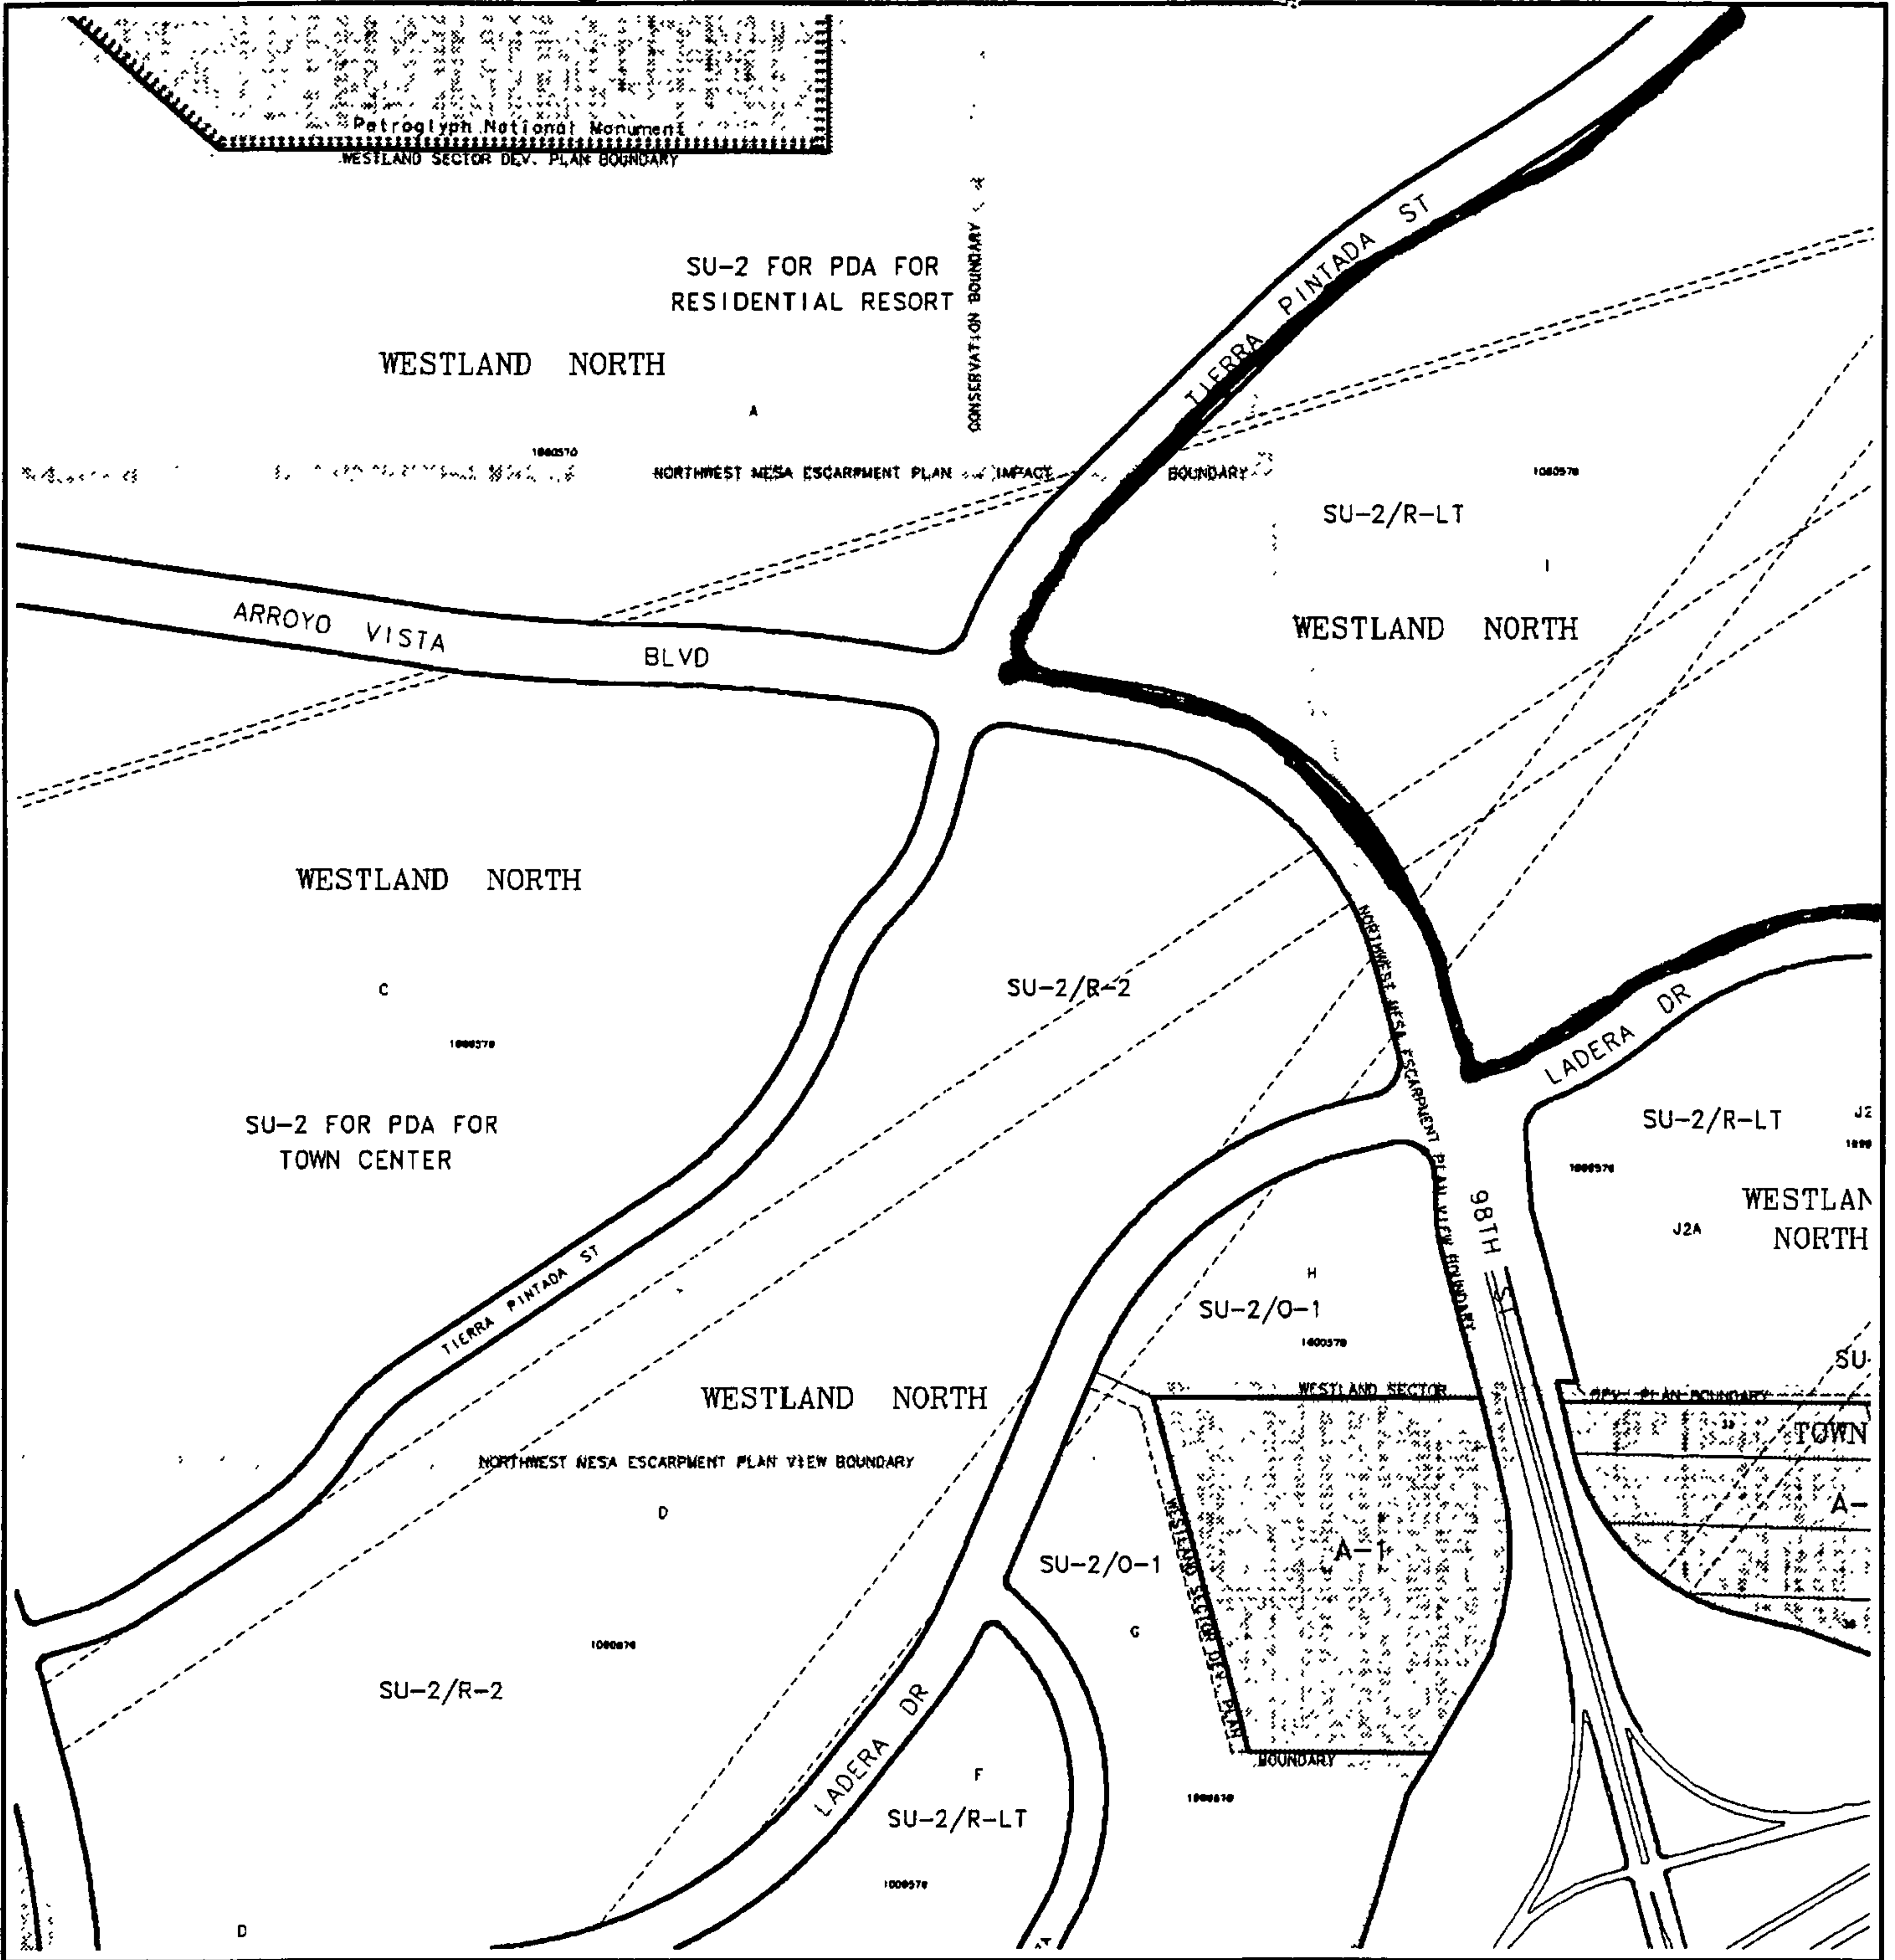 Petroglyph National Monument
WESTLAND SECTOR DEV. PLAN BOUNDARY
CONSERVATION BOUNDARY
SU-2 FOR PDA FOR
RESIDENTIAL RESORT
WESTLAND NORTH
A
NORTHWEST MESA ESCARPMENT PLAN IMPACT BOUNDARY
TIERRA PINTADA ST
SU-2/R-LT
I
WESTLAND NORTH
ARROYO VISTA BLVD
WESTLAND NORTH
C
SU-2 FOR PDA FOR
TOWN CENTER
SU-2/R-2
NORTHWEST MESA ESCARPMENT PLAN VIEW BOUNDARY
LADERA DR
SU-2/R-LT
J2
WESTLAN
NORTH
J2A
98TH ST
H
SU-2/O-1
TIERRA PINTADA ST
SU-
WESTLAND NORTH
WESTLAND SECTOR
DEV. PLAN BOUNDARY
TOWN
NORTHWEST MESA ESCARPMENT PLAN VIEW BOUNDARY
D
A-
SU-2/O-1
A-1
WESTLAND SECTOR DEV. PLAN
BOUNDARY
G
SU-2/R-2
LADERA DR
F
SU-2/R-LT
D